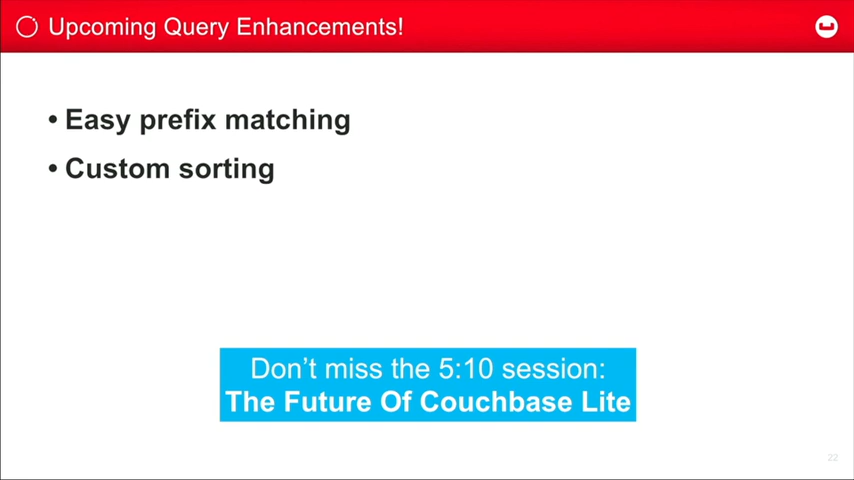 Upcoming Query Enhancements!
• Easy prefix matching
• Custom sorting
Don’t miss the 5:10 session:
The Future Of Couchbase Lite
22